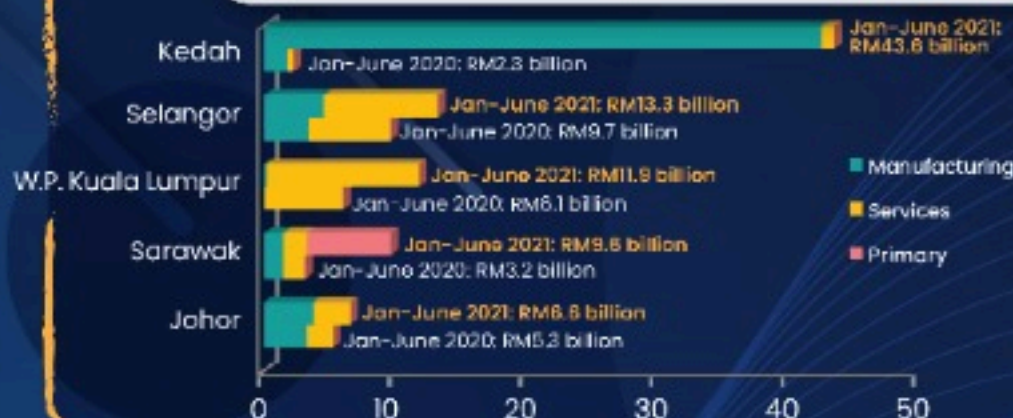 Kedah
Jan-June 2021:
RM43.6 billion
Jan-June 2020: RM2.3 billion
Selangor
Jan-June 2021: RM13.3 billion
Jan-June 2020: RM9.7 billion
W.P. Kuala Lumpur
Jan-June 2021: RM11.9 billion
Jan-June 2020: RM6.1 billion
Sarawak
Jan-June 2021: RM9.6 billion
Jan-June 2020: RM3.2 billion
Johor
Jan-June 2021: RM6.6 billion
Jan-June 2020: RM5.3 billion
Manufacturing
Services
Primary
0 10 20 30 40 50